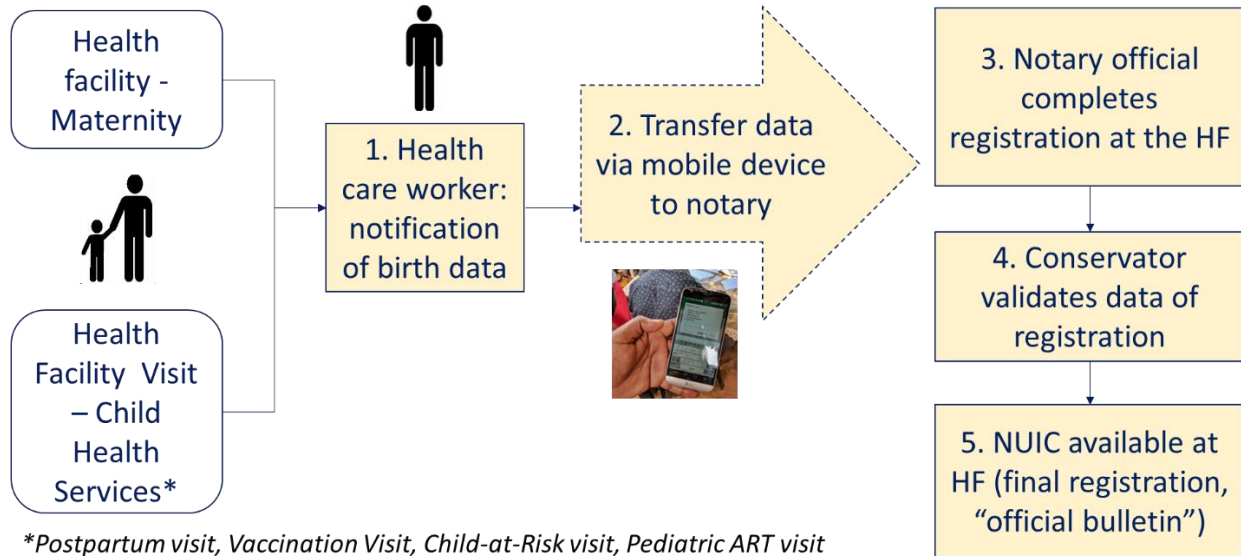 Health
facility -
Maternity
Health
Facility Visit
– Child
Health
Services*
1. Health
care worker:
notification
of birth data
2. Transfer data
via mobile device
to notary
3. Notary official
completes
registration at the HF
4. Conservator
validates data of
registration
5. NUIC available at
HF (final registration,
“official bulletin”)
*Postpartum visit, Vaccination Visit, Child-at-Risk visit, Pediatric ART visit